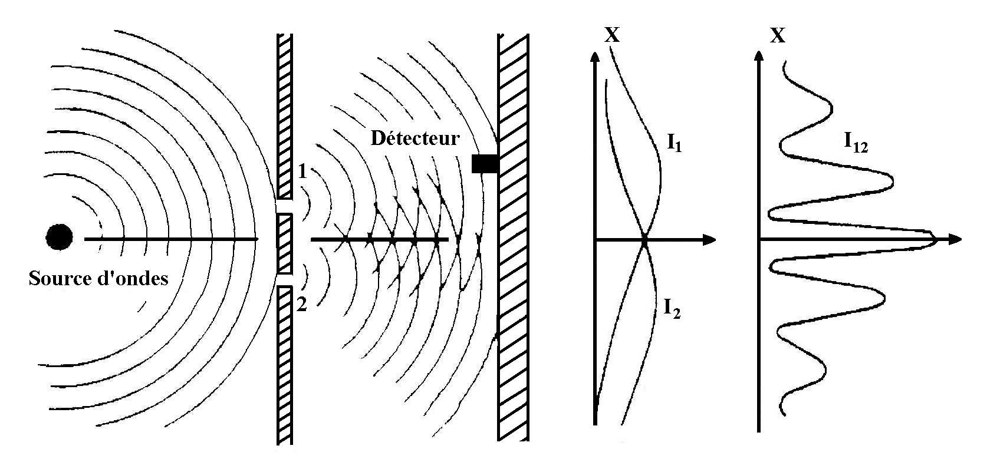 Source d'ondes
1
2
Détecteur
X
I1
I2
X
I12